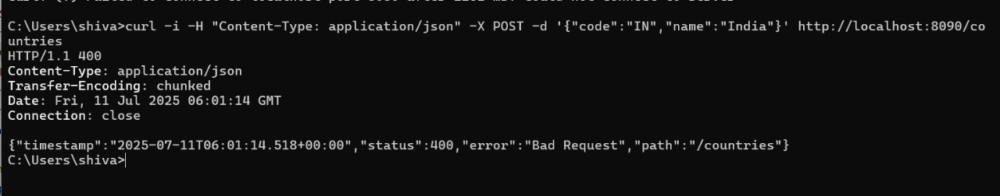 C:\Users\shiva>curl -i -H "Content-Type: application/json" -X POST -d '{"code":"IN","name":"India"}' http://localhost:8090/co
untries
HTTP/1.1 400
Content-Type: application/json
Transfer-Encoding: chunked
Date: Fri, 11 Jul 2025 06:01:14 GMT
Connection: close
{"timestamp":"2025-07-11T06:01:14.518+00:00","status":400,"error":"Bad Request","path":"/countries"}
C:\Users\shiva>